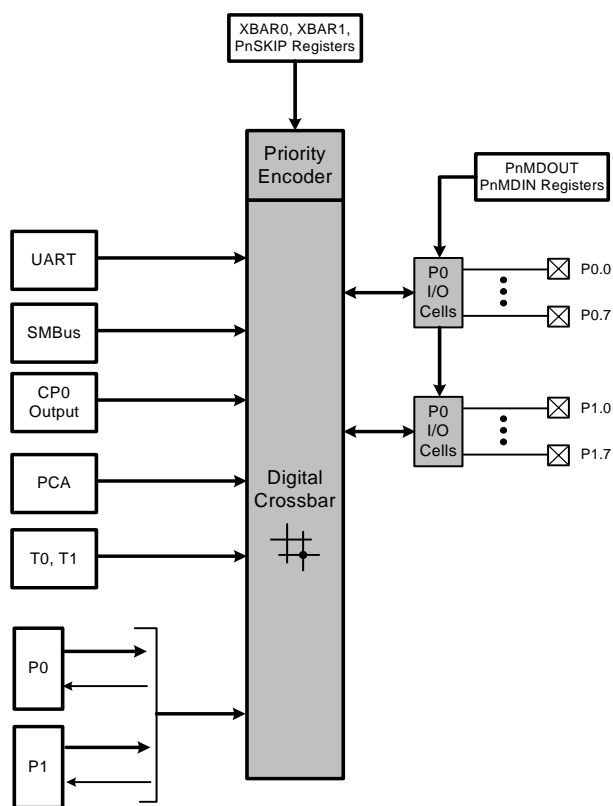 XBAR0, XBAR1,
PnSKIP Registers
Priority
Encoder
PnMDOUT
PnMDIN Registers
UART
SMBus
CP0
Output
PCA
T0, T1
P0
P1
Digital
Crossbar
P0
I/O
Cells
P0.0
P0.7
P0
I/O
Cells
P1.0
P1.7